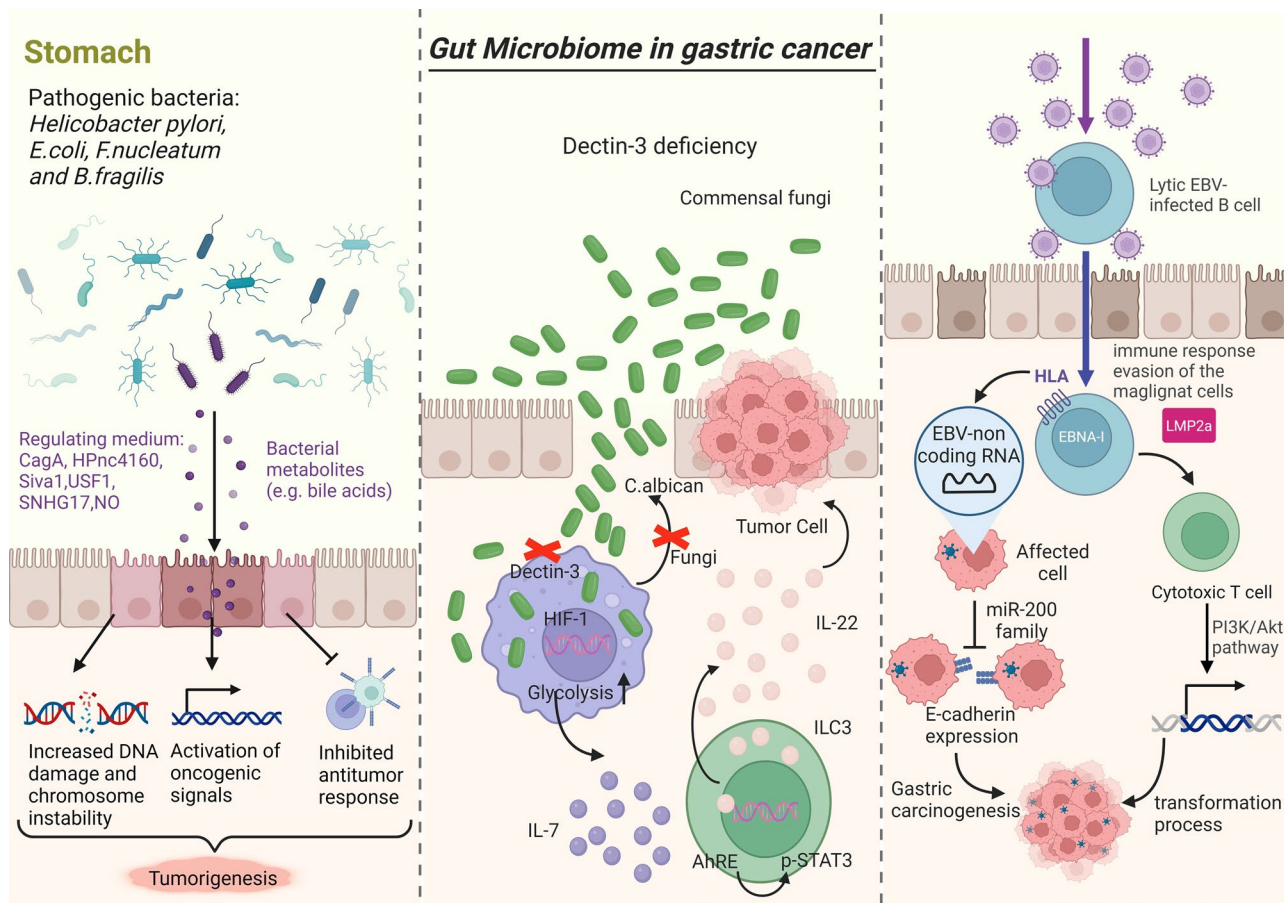 Stomach
Pathogenic bacteria:
Helicobacter pylori,
E.coli, F.nucleatum
and B.fragilis
Regulating medium:
CagA, HPnc4160,
Siva1,USF1,
SNHG17,NO
Bacterial
metabolites
(e.g. bile acids)
Increased DNA
damage and
chromosome
instability
Activation of
oncogenic
signals
Inhibited
antitumor
response
Tumorigenesis
Gut Microbiome in gastric cancer
Dectin-3 deficiency
Commensal fungi
C.albican
Tumor Cell
Fungi
Dectin-3
HIF-1
Glycolysis
IL-22
ILC3
IL-7
AhRE
p-STAT3
Lytic EBV-
infected B cell
immune response
evasion of the
maglignat cells
HLA
LMP2a
EBNA-I
EBV-non
coding RNA
Affected
cell
Cytotoxic T cell
miR-200
family
PI3K/Akt
pathway
E-cadherin
expression
Gastric
carcinogenesis
transformation
process